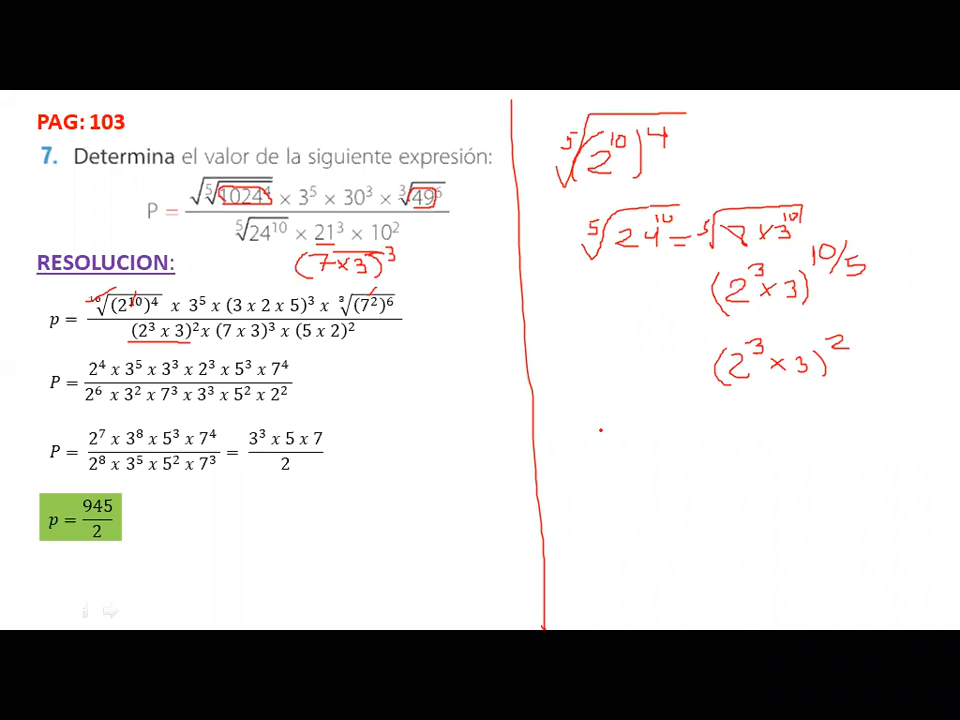 PAG: 103
7. Determina el valor de la siguiente expresión:
P = (√(⁵√1024⁴) × 3⁵ × 30³ × ³√49⁶) / (⁵√24¹⁰ × 21³ × 10²)
(7×3)³
RESOLUCION:
p = (¹⁰√(2¹⁰)⁴ x 3⁵ x (3 x 2 x 5)³ x ³√(7²)⁶) / ((2³ x 3)² x (7 x 3)³ x (5 x 2)²)
P = (2⁴ x 3⁵ x 3³ x 2³ x 5³ x 7⁴) / (2⁶ x 3² x 7³ x 3³ x 5² x 2²)
P = (2⁷ x 3⁸ x 5³ x 7⁴) / (2⁸ x 3⁵ x 5² x 7³) = (3³ x 5 x 7) / 2
p = 945/2
⁵√(2¹⁰)⁴
⁵√24¹⁰ = ⁵√8×3¹⁰
(2³×3)¹⁰/⁵
(2³×3)²